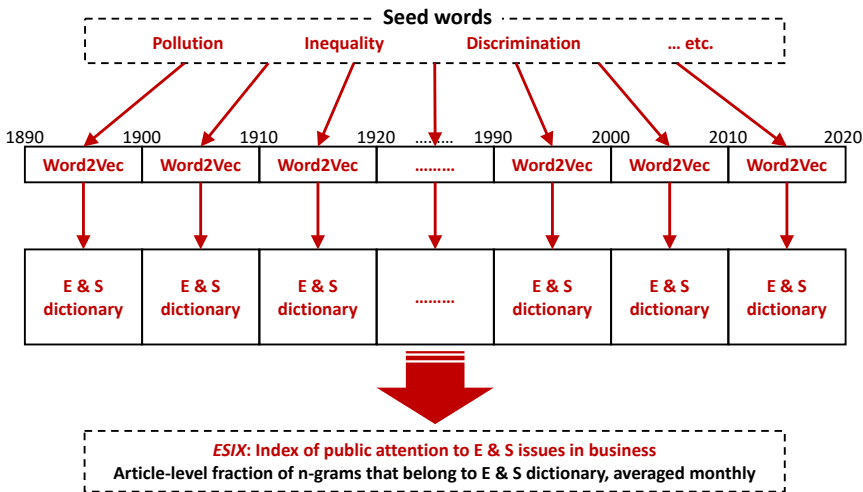 Seed words
Pollution Inequality Discrimination ... etc.
1890 1900 1910 1920 ......... 1990 2000 2010 2020
Word2Vec Word2Vec Word2Vec ......... Word2Vec Word2Vec Word2Vec
E & S dictionary E & S dictionary E & S dictionary ......... E & S dictionary E & S dictionary E & S dictionary
ESIX: Index of public attention to E & S issues in business
Article-level fraction of n-grams that belong to E & S dictionary, averaged monthly